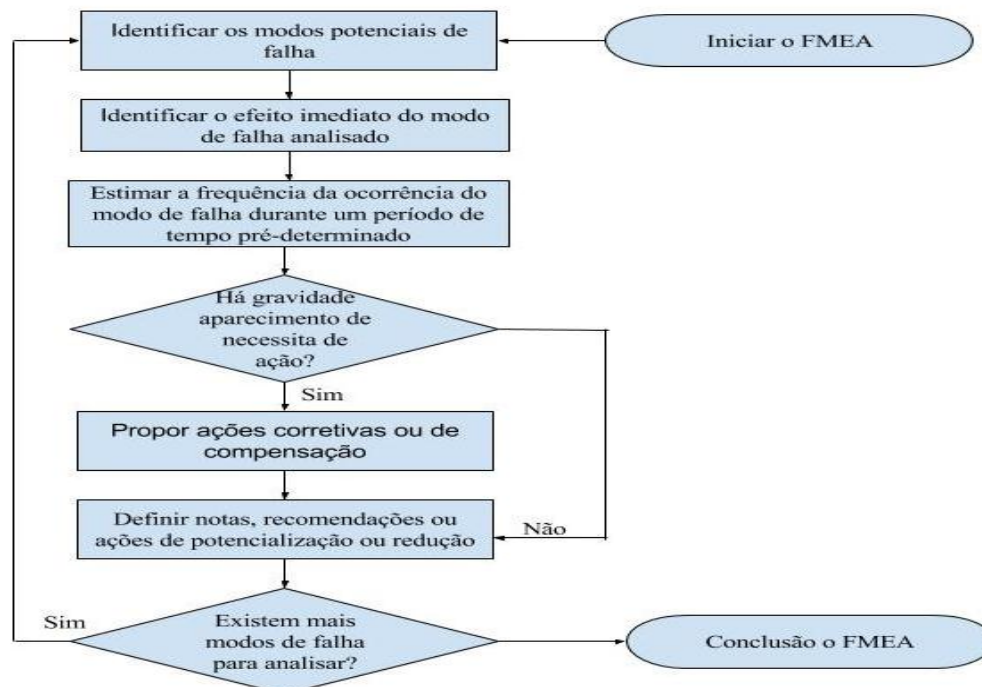 Iniciar o FMEA
Identificar os modos potenciais de
falha
Identificar o efeito imediato do modo
de falha analisado
Estimar a frequência da ocorrência do
modo de falha durante um período de
tempo pré-determinado
Há gravidade
aparecimento de
necessita de
ação?
Sim
Propor ações corretivas ou de
compensação
Definir notas, recomendações ou
ações de potencialização ou redução
Não
Existem mais
modos de falha
para analisar?
Sim
Conclusão o FMEA